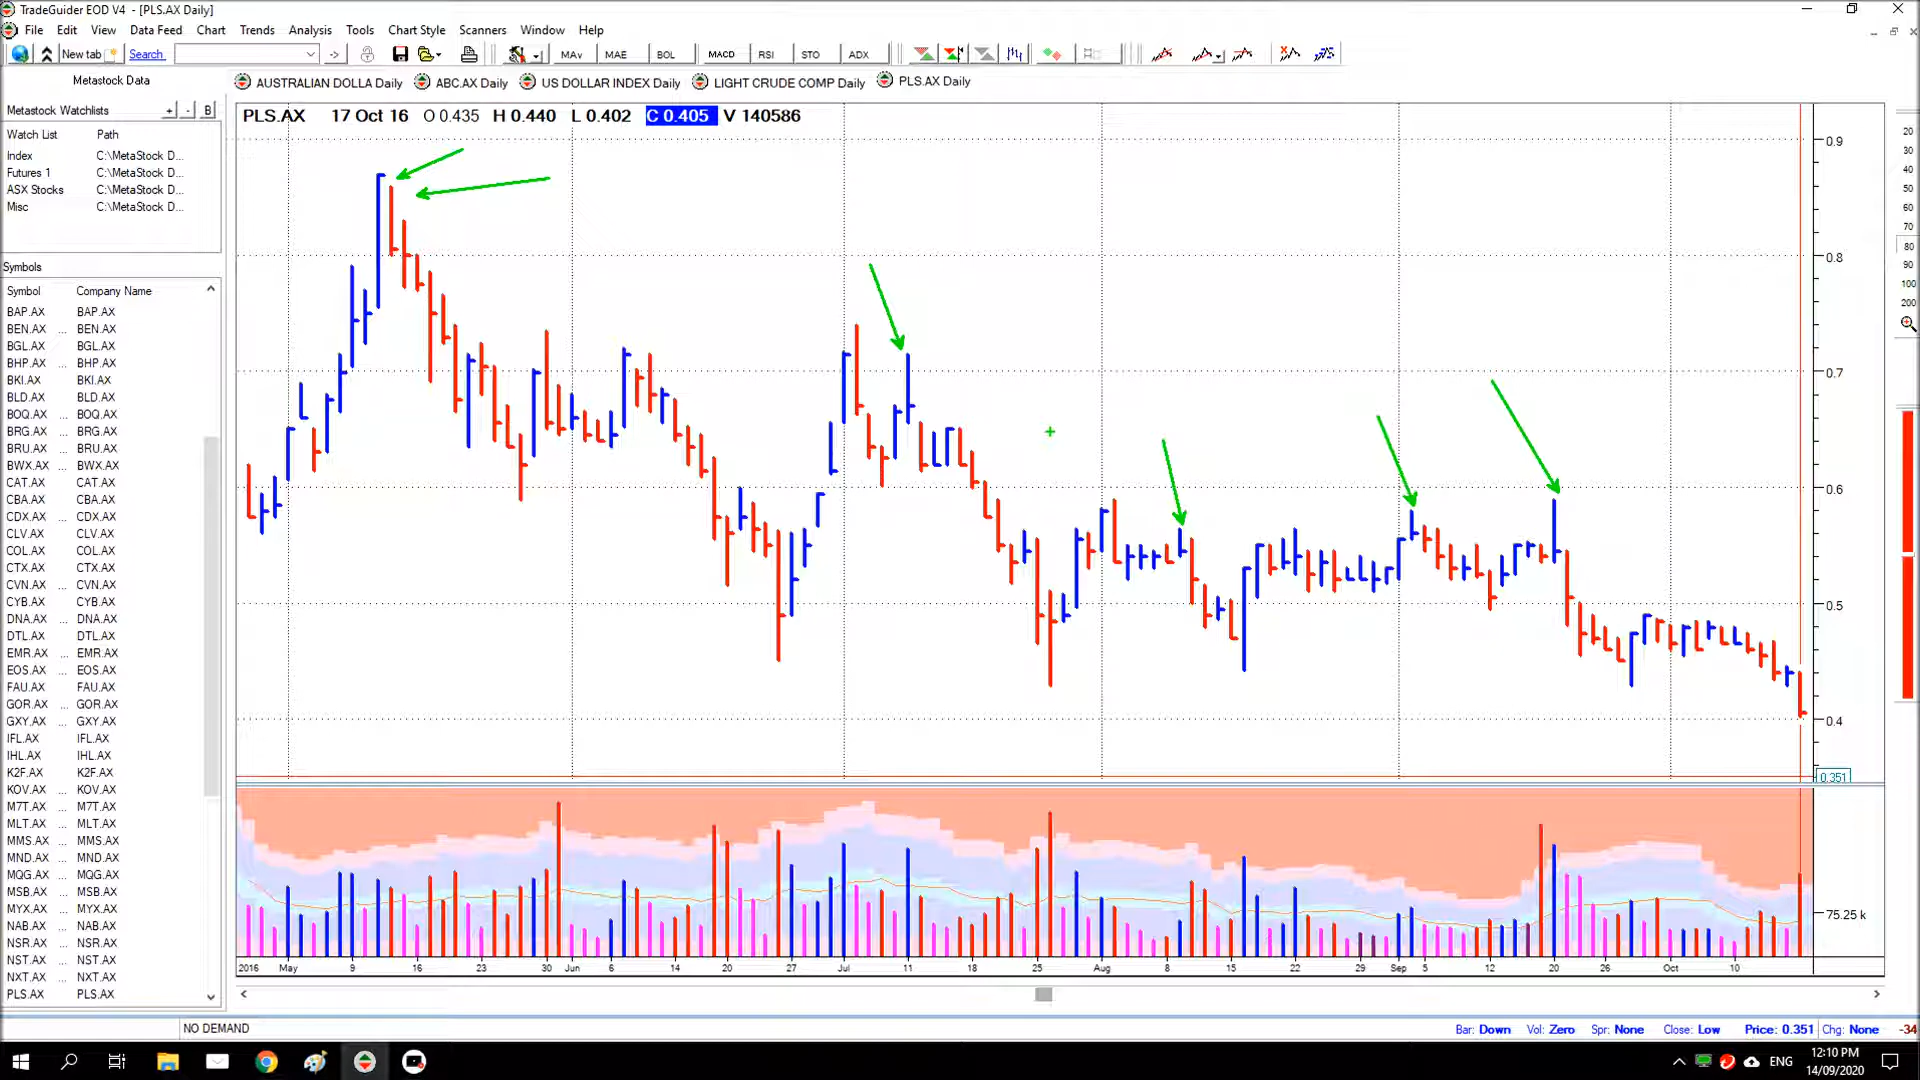 TradeGuider EOD V4 - [PLS.AX Daily]
File Edit View Data Feed Chart Trends Analysis Tools Chart Style Scanners Window Help
New tab Search -> MAv MAE BOL MACD RSI STO ADX
Metastock Data
AUSTRALIAN DOLLA Daily ABC.AX Daily US DOLLAR INDEX Daily LIGHT CRUDE COMP Daily PLS.AX Daily
Metastock Watchlists + - B
Watch List Path
Index C:\MetaStock D...
Futures 1 C:\MetaStock D...
ASX Stocks C:\MetaStock D...
Misc C:\MetaStock D...
Symbols
Symbol Company Name
BAP.AX BAP.AX
BEN.AX ... BEN.AX
BGL.AX BGL.AX
BHP.AX ... BHP.AX
BKI.AX BKI.AX
BLD.AX BLD.AX
BOQ.AX ... BOQ.AX
BRG.AX ... BRG.AX
BRU.AX ... BRU.AX
BWX.AX ... BWX.AX
CAT.AX CAT.AX
CBA.AX ... CBA.AX
CDX.AX ... CDX.AX
CLV.AX ... CLV.AX
COL.AX ... COL.AX
CTX.AX ... CTX.AX
CVN.AX ... CVN.AX
CYB.AX ... CYB.AX
DNA.AX ... DNA.AX
DTL.AX DTL.AX
EMR.AX ... EMR.AX
EOS.AX ... EOS.AX
FAU.AX FAU.AX
GOR.AX ... GOR.AX
GXY.AX ... GXY.AX
IFL.AX IFL.AX
IHL.AX IHL.AX
K2F.AX K2F.AX
KOV.AX ... KOV.AX
M7T.AX ... M7T.AX
MLT.AX ... MLT.AX
MMS.AX ... MMS.AX
MND.AX ... MND.AX
MQG.AX ... MQG.AX
MSB.AX ... MSB.AX
MYX.AX ... MYX.AX
NAB.AX ... NAB.AX
NSR.AX ... NSR.AX
NST.AX ... NST.AX
NXT.AX ... NXT.AX
PLS.AX PLS.AX
PLS.AX 17 Oct 16 O 0.435 H 0.440 L 0.402 C 0.405 V 140586
0.9
0.8
0.7
0.6
0.5
0.4
0.351
75.25 k
20
30
40
50
60
70
80
90
100
200
2016 May 9 16 23 30 Jun 6 14 20 27 Jul 11 18 25 Aug 8 15 22 29 Sep 5 12 20 26 Oct 10
NO DEMAND Bar: Down Vol: Zero Spr: None Close: Low Price: 0.351 Chg: None -34
ENG
12:10 PM
14/09/2020